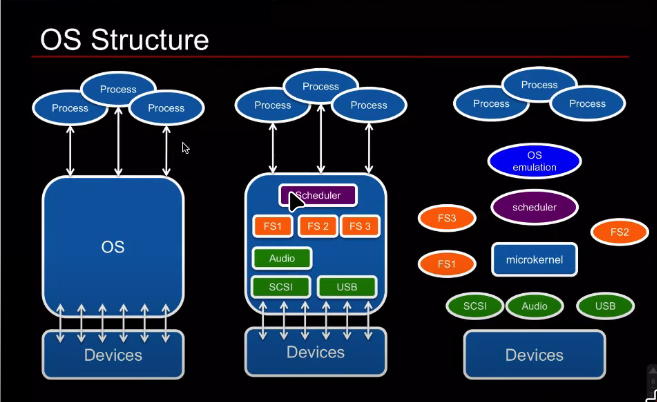 OS Structure
Process
Process
Process
OS
Devices
Process
Process
Process
Scheduler
FS1
FS 2
FS 3
Audio
SCSI
USB
Devices
Process
Process
Process
OS
emulation
scheduler
FS3
FS2
FS1
microkernel
SCSI
Audio
USB
Devices